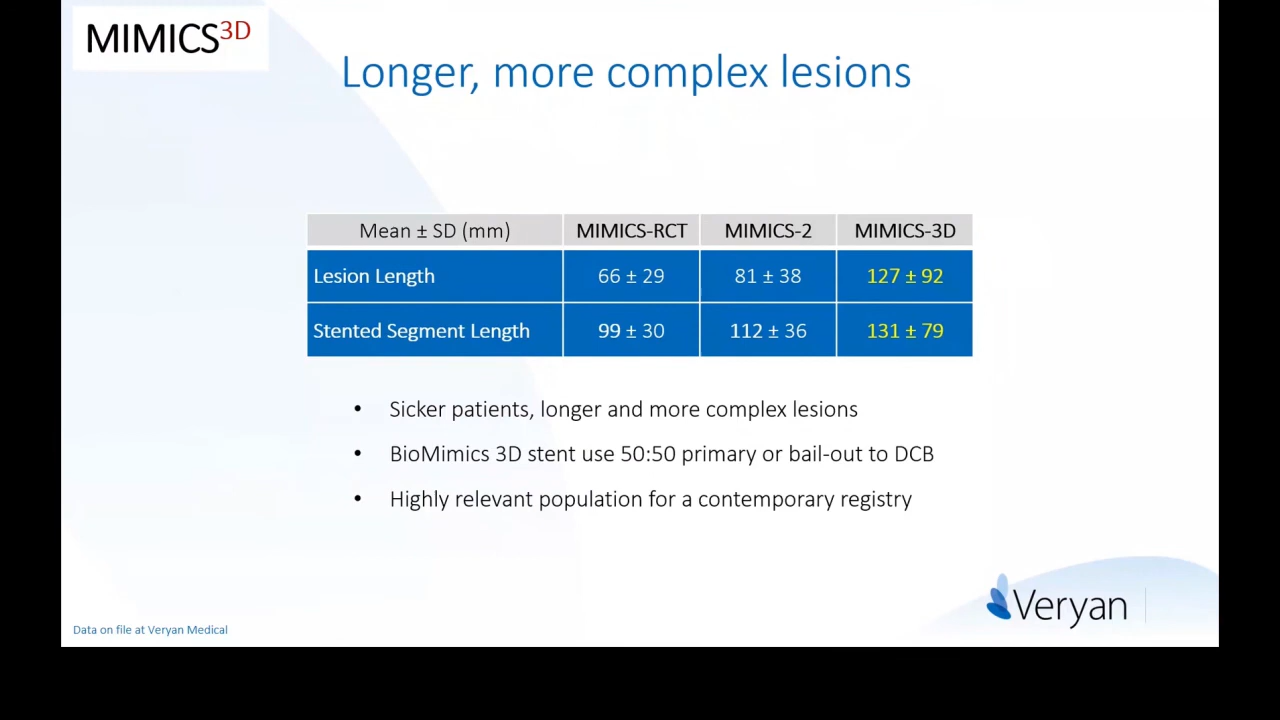 MIMICS3D
Longer, more complex lesions
Mean ± SD (mm) MIMICS-RCT MIMICS-2 MIMICS-3D
Lesion Length 66 ± 29 81 ± 38 127 ± 92
Stented Segment Length 99 ± 30 112 ± 36 131 ± 79
• Sicker patients, longer and more complex lesions
• BioMimics 3D stent use 50:50 primary or bail-out to DCB
• Highly relevant population for a contemporary registry
Veryan
Data on file at Veryan Medical